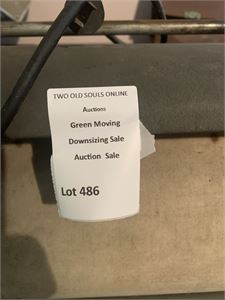 TWO OLD SOULS ONLINE
Auctions
Green Moving
Downsizing Sale
Auction Sale
Lot 486